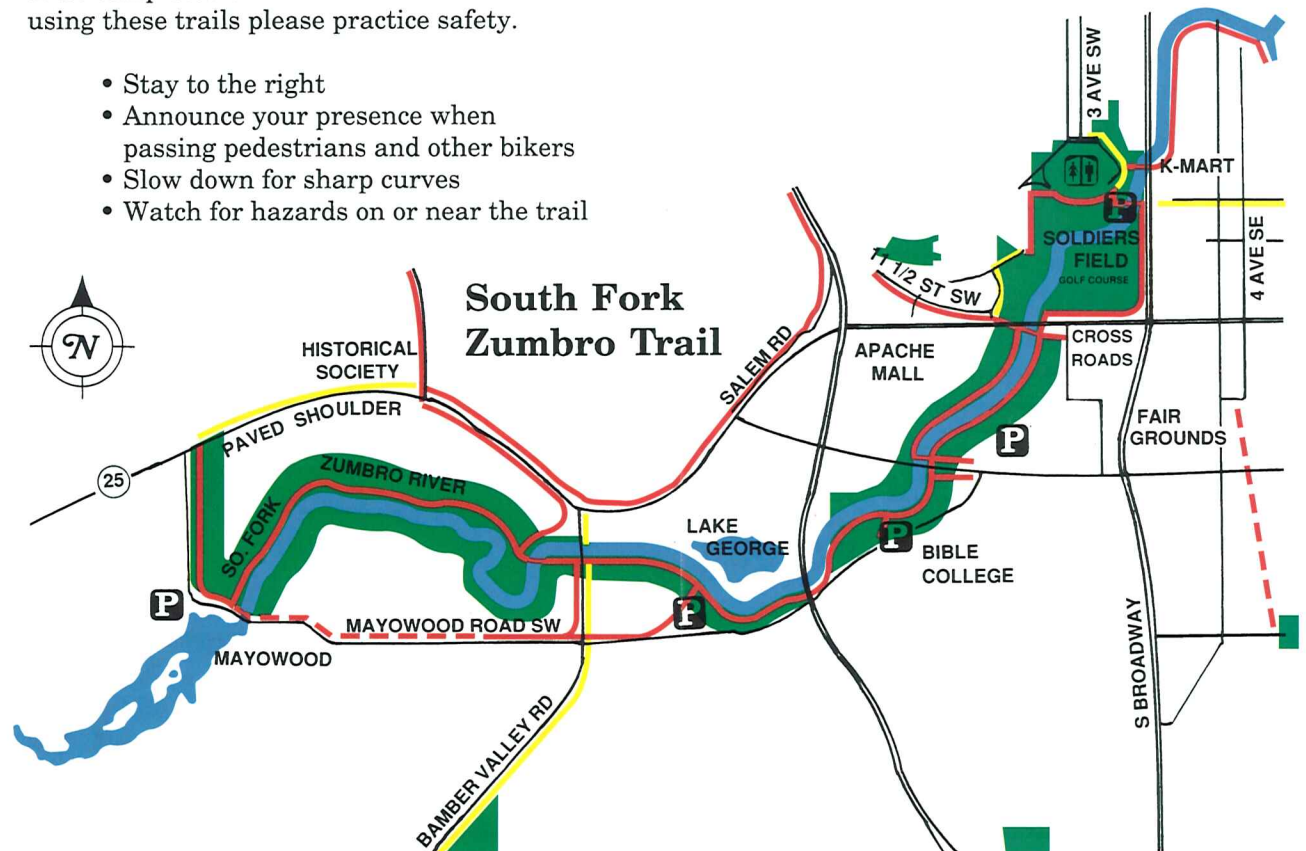 using these trails please practice safety.
• Stay to the right
• Announce your presence when
passing pedestrians and other bikers
• Slow down for sharp curves
• Watch for hazards on or near the trail
N
South Fork
Zumbro Trail
3 AVE SW
K-MART
P
SOLDIERS
FIELD
GOLF COURSE
4 AVE SE
11 1/2 ST SW
HISTORICAL
SOCIETY
SALEM RD
APACHE
MALL
CROSS
ROADS
PAVED SHOULDER
FAIR
GROUNDS
P
25
ZUMBRO RIVER
SO. FORK
LAKE
GEORGE
P
BIBLE
COLLEGE
P
P
MAYOWOOD ROAD SW
MAYOWOOD
S BROADWAY
BAMBER VALLEY RD